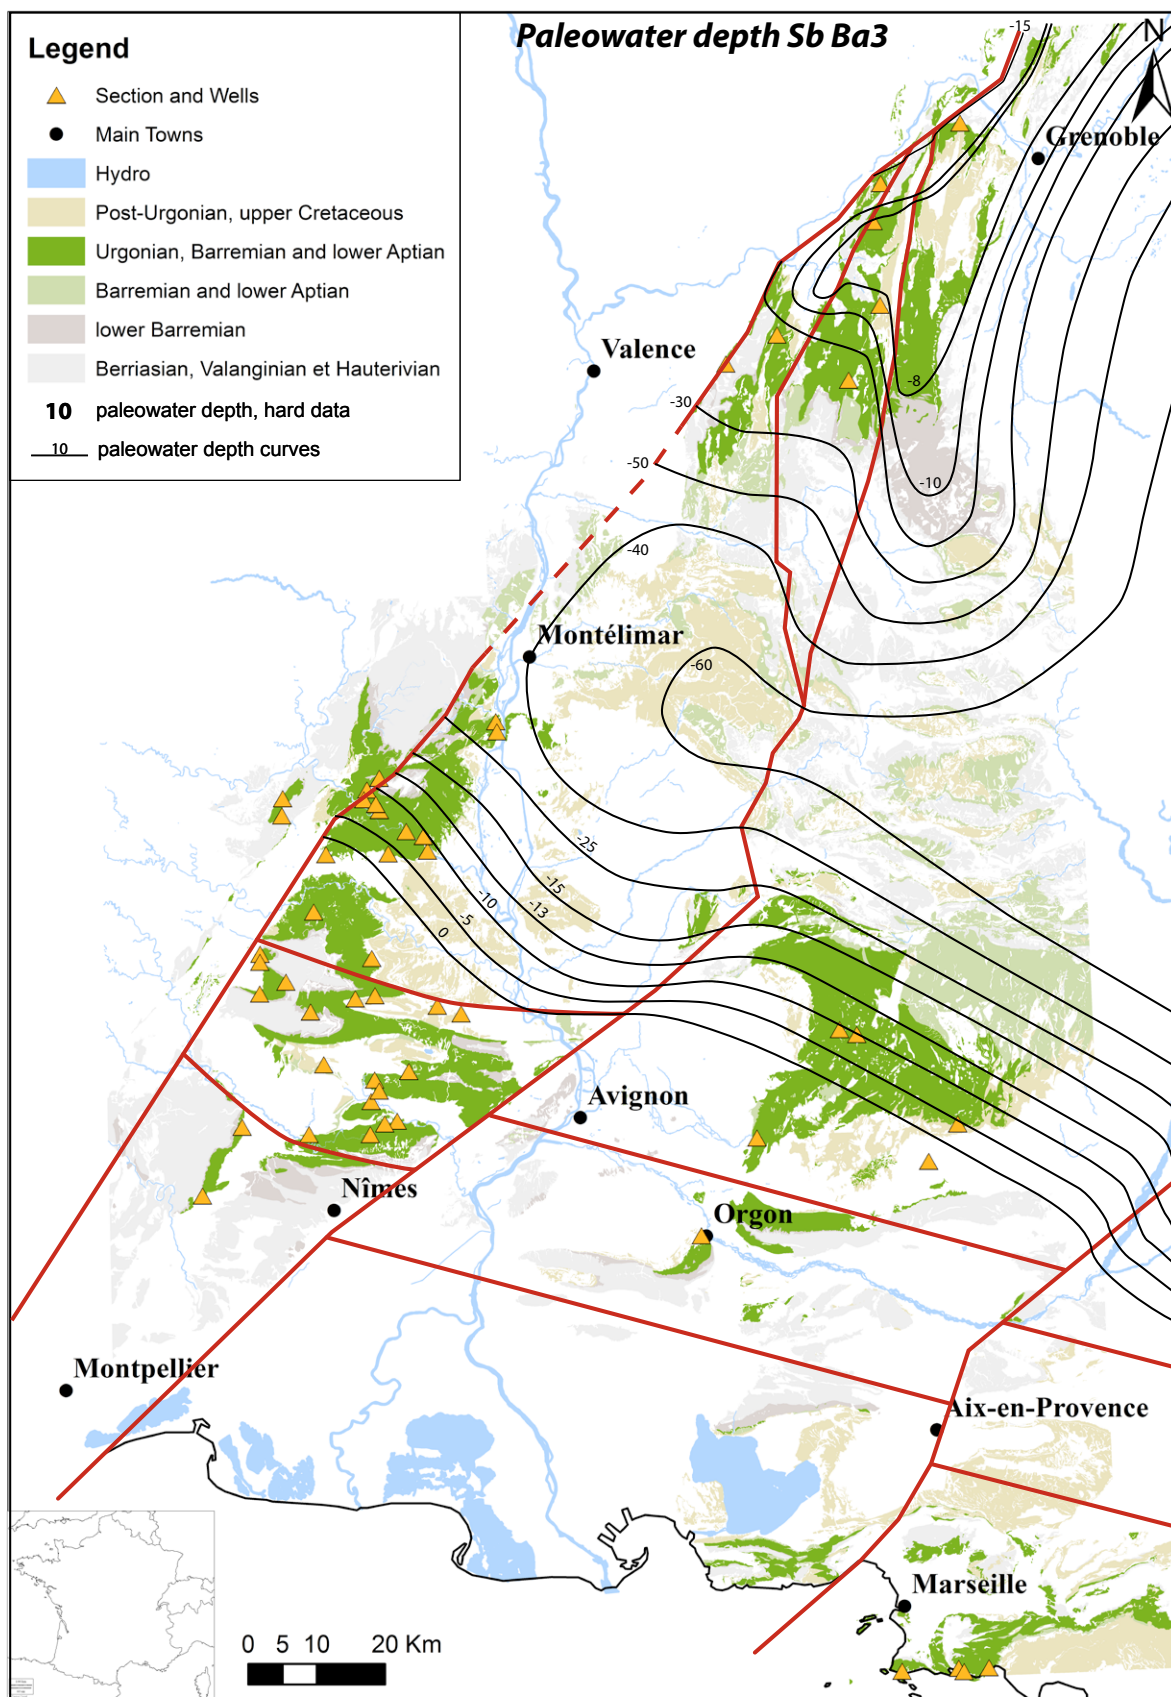 Paleowater depth Sb Ba3
N
Legend
Section and Wells
Main Towns
Hydro
Post-Urgonian, upper Cretaceous
Urgonian, Barremian and lower Aptian
Barremian and lower Aptian
lower Barremian
Berriasian, Valanginian et Hauterivian
10 paleowater depth, hard data
10 paleowater depth curves
-15
Grenoble
Valence
-8
-30
-50
-10
-40
Montélimar
-60
-25
-15
-10
-13
-5
0
Avignon
Nîmes
Orgon
Montpellier
Aix-en-Provence
Marseille
0 5 10 20 Km